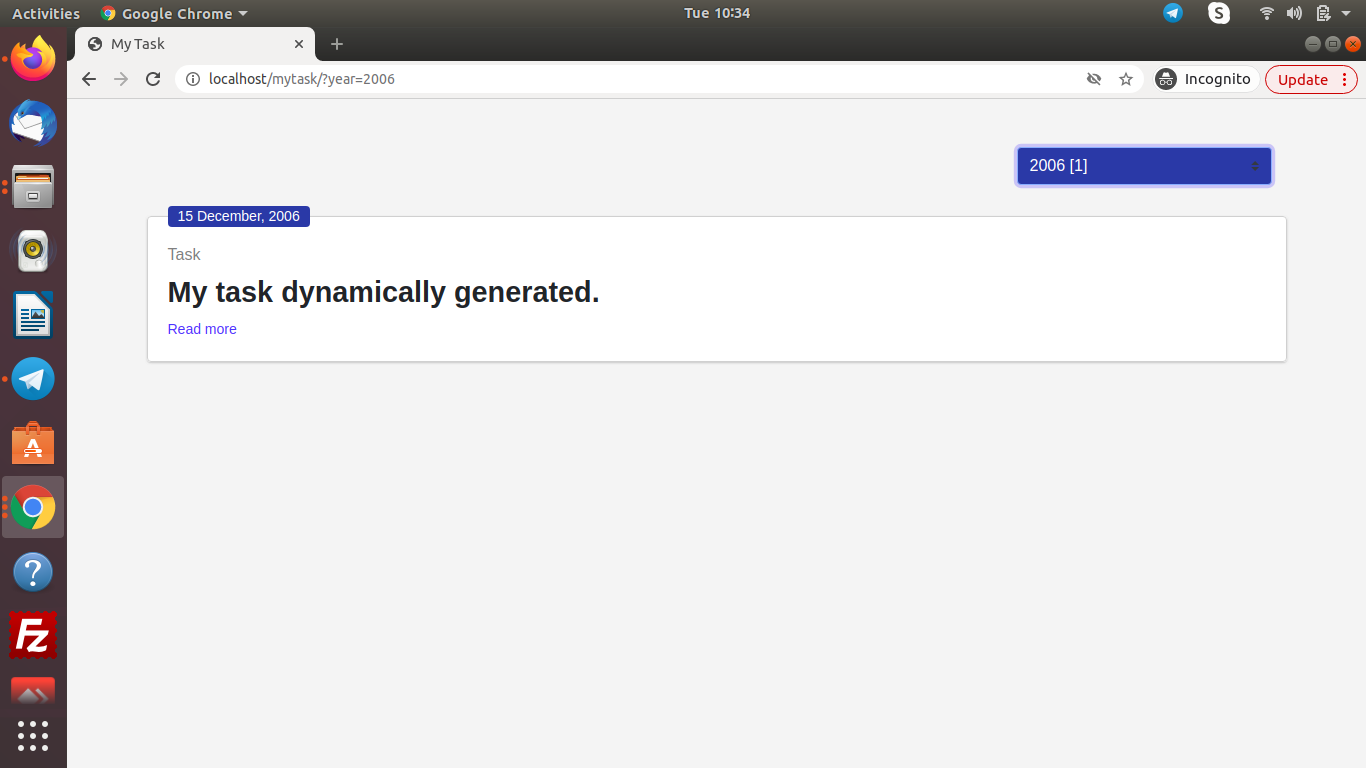 Activities
Google Chrome
Tue 10:34
S
My Task
localhost/mytask/?year=2006
Incognito
Update
2006 [1]
15 December, 2006
Task
My task dynamically generated.
Read more
A
?
Fz